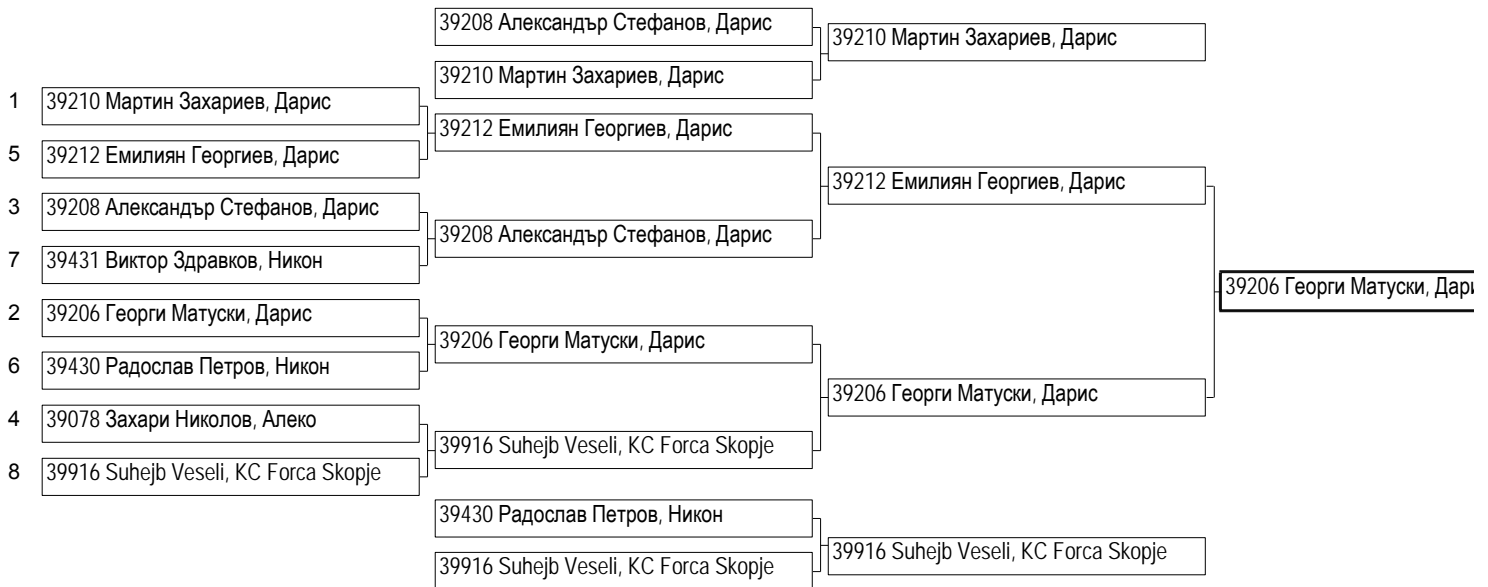 39208 Александър Стефанов, Дарис
39210 Мартин Захариев, Дарис
39210 Мартин Захариев, Дарис
1 39210 Мартин Захариев, Дарис
39212 Емилиян Георгиев, Дарис
5 39212 Емилиян Георгиев, Дарис
39212 Емилиян Георгиев, Дарис
3 39208 Александър Стефанов, Дарис
39208 Александър Стефанов, Дарис
7 39431 Виктор Здравков, Никон
39206 Георги Матуски, Дари
2 39206 Георги Матуски, Дарис
39206 Георги Матуски, Дарис
6 39430 Радослав Петров, Никон
39206 Георги Матуски, Дарис
4 39078 Захари Николов, Алеко
39916 Suhejb Veseli, KC Forca Skopje
8 39916 Suhejb Veseli, KC Forca Skopje
39430 Радослав Петров, Никон
39916 Suhejb Veseli, KC Forca Skopje
39916 Suhejb Veseli, KC Forca Skopje